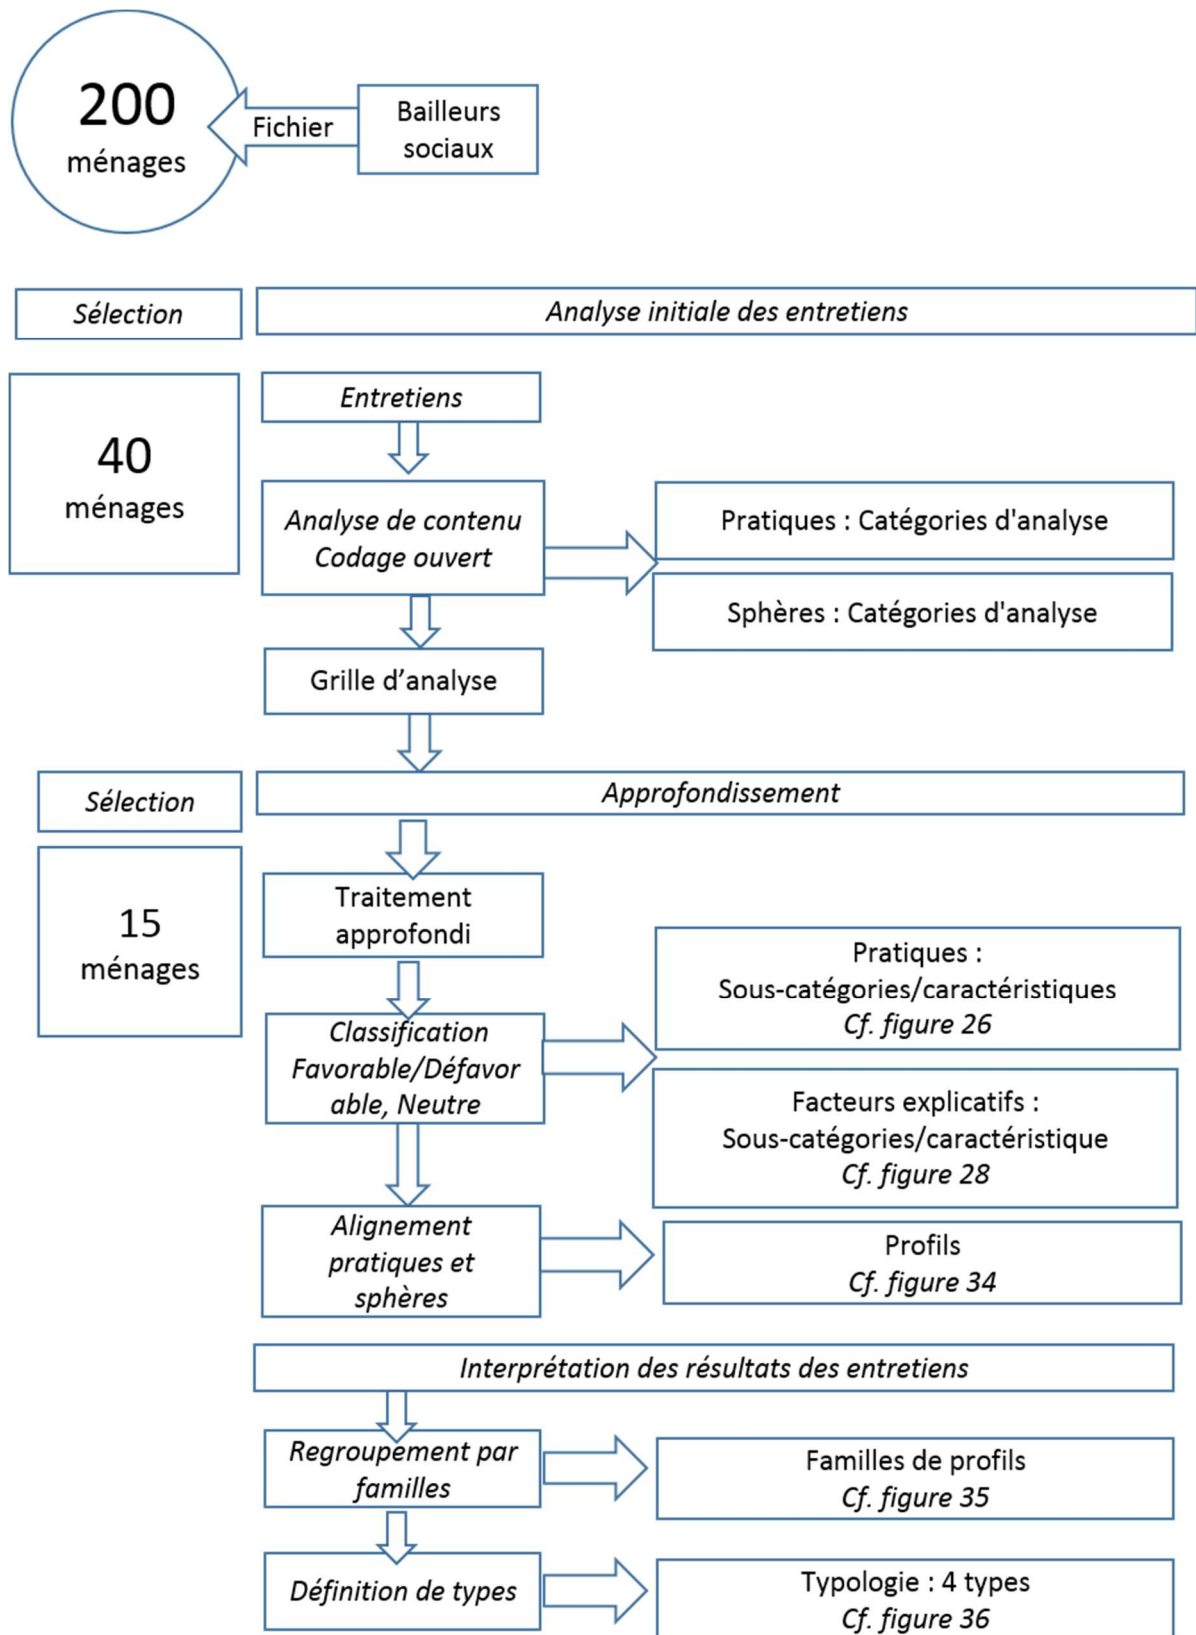 200
ménages
Fichier
Bailleurs
sociaux
Sélection
Analyse initiale des entretiens
40
ménages
Entretiens
Analyse de contenu
Codage ouvert
Pratiques : Catégories d'analyse
Sphères : Catégories d'analyse
Grille d’analyse
Sélection
Approfondissement
15
ménages
Traitement
approfondi
Classification
Favorable/Défavor
able, Neutre
Pratiques :
Sous-catégories/caractéristiques
Cf. figure 26
Facteurs explicatifs :
Sous-catégories/caractéristique
Cf. figure 28
Alignement
pratiques et
sphères
Profils
Cf. figure 34
Interprétation des résultats des entretiens
Regroupement par
familles
Familles de profils
Cf. figure 35
Définition de types
Typologie : 4 types
Cf. figure 36